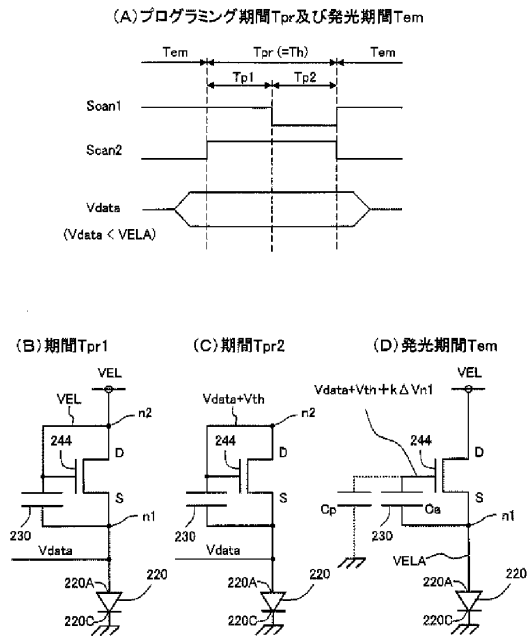 (A)プログラミング期間Tpr及び発光期間Tem
Tem Tpr (=Th) Tem
Tp1 Tp2
Scan1
Scan2
Vdata
(Vdata < VELA)
(B)期間Tpr1 (C)期間Tpr2 (D)発光期間Tem
VEL VEL
VEL n2 Vdata+Vth n2 Vdata+Vth+kΔVn1
244 D 244 D 244 D
S S S
Cp Ca
230 n1 230 n1 230 n1
Vdata Vdata VELA
220A 220 220A 220 220A 220
220C 220C 220C